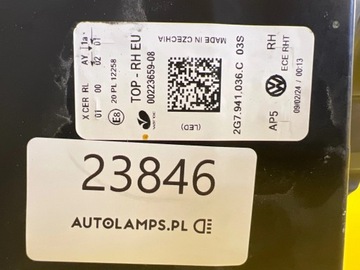 X CER RL AY 11a
01 00 02 01
E8 20 PL 12258
TOP - RH EU
00223659-08
MADE IN CZECHIA
(LED)
2G7.941.036.C 03S
AP5 RH
ECE RHT
09/02/24 / 00:13
23846
AUTOLAMPS.PL